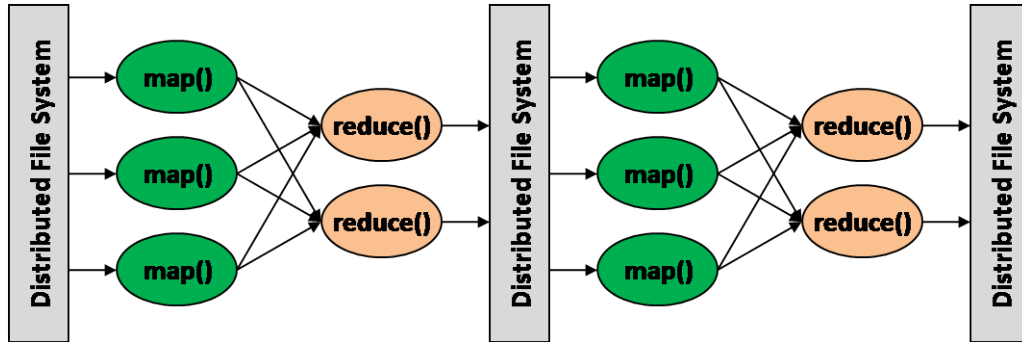 Distributed File System
map()
map()
map()
reduce()
reduce()
Distributed File System
map()
map()
map()
reduce()
reduce()
Distributed File System